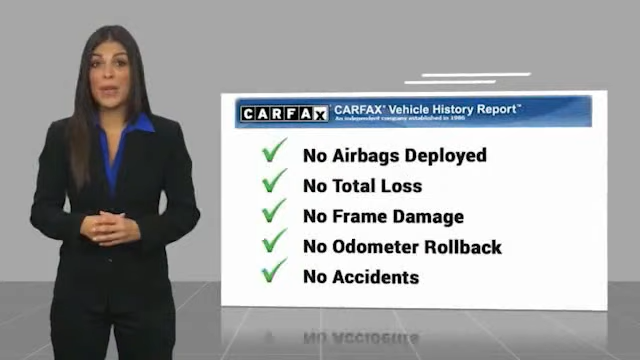 CARFAX CARFAX® Vehicle History Report™
An independent company established in 1986
No Airbags Deployed
No Total Loss
No Frame Damage
No Odometer Rollback
No Accidents